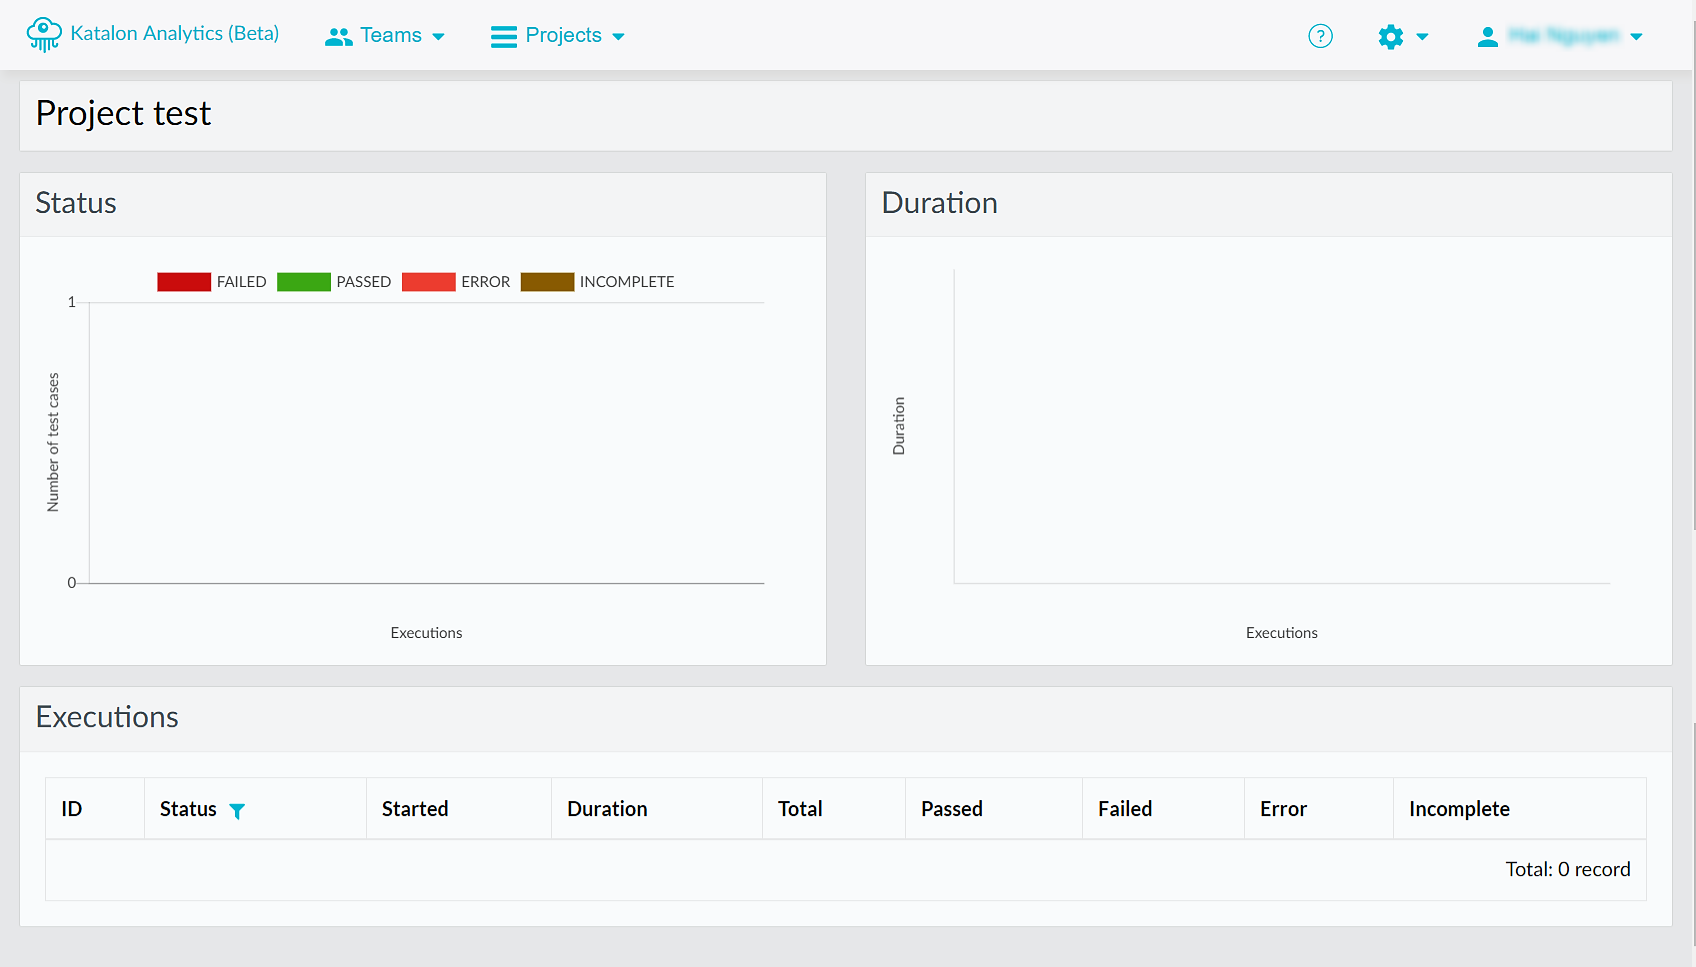 Katalon Analytics (Beta) Teams Projects ?
Project test
Status
FAILED PASSED ERROR INCOMPLETE
1
Number of test cases
0
Executions
Duration
Duration
Executions
Executions
ID Status Started Duration Total Passed Failed Error Incomplete
Total: 0 record